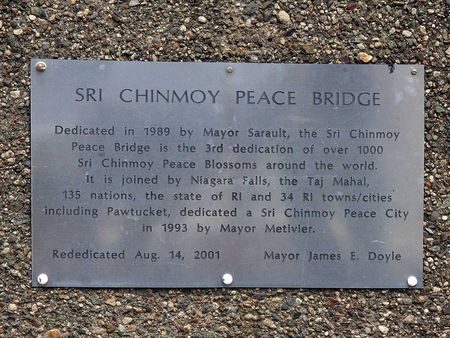 SRI CHINMOY PEACE BRIDGE
Dedicated in 1989 by Mayor Sarault, the Sri Chinmoy
Peace Bridge is the 3rd dedication of over 1000
Sri Chinmoy Peace Blossoms around the world.
It is joined by Niagara Falls, the Taj Mahal,
135 nations, the state of RI and 34 RI towns/cities
including Pawtucket, dedicated a Sri Chinmoy Peace City
in 1993 by Mayor Metivier.
Rededicated Aug. 14, 2001 Mayor James E. Doyle